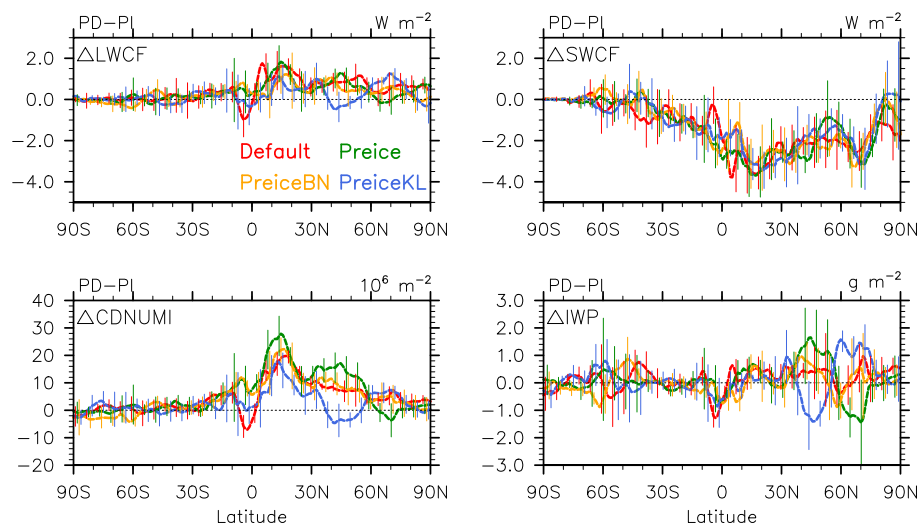 PD-PI W m-2
△LWCF
2.0
0.0
-2.0
-4.0
Default Preice
PreiceBN PreiceKL
90S 60S 30S 0 30N 60N 90N
PD-PI W m-2
△SWCF
2.0
0.0
-2.0
-4.0
90S 60S 30S 0 30N 60N 90N
PD-PI 10^6 m-2
△CDNUMI
40
30
20
10
0
-10
-20
90S 60S 30S 0 30N 60N 90N
Latitude
PD-PI g m-2
△IWP
3.0
2.0
1.0
0.0
-1.0
-2.0
-3.0
90S 60S 30S 0 30N 60N 90N
Latitude